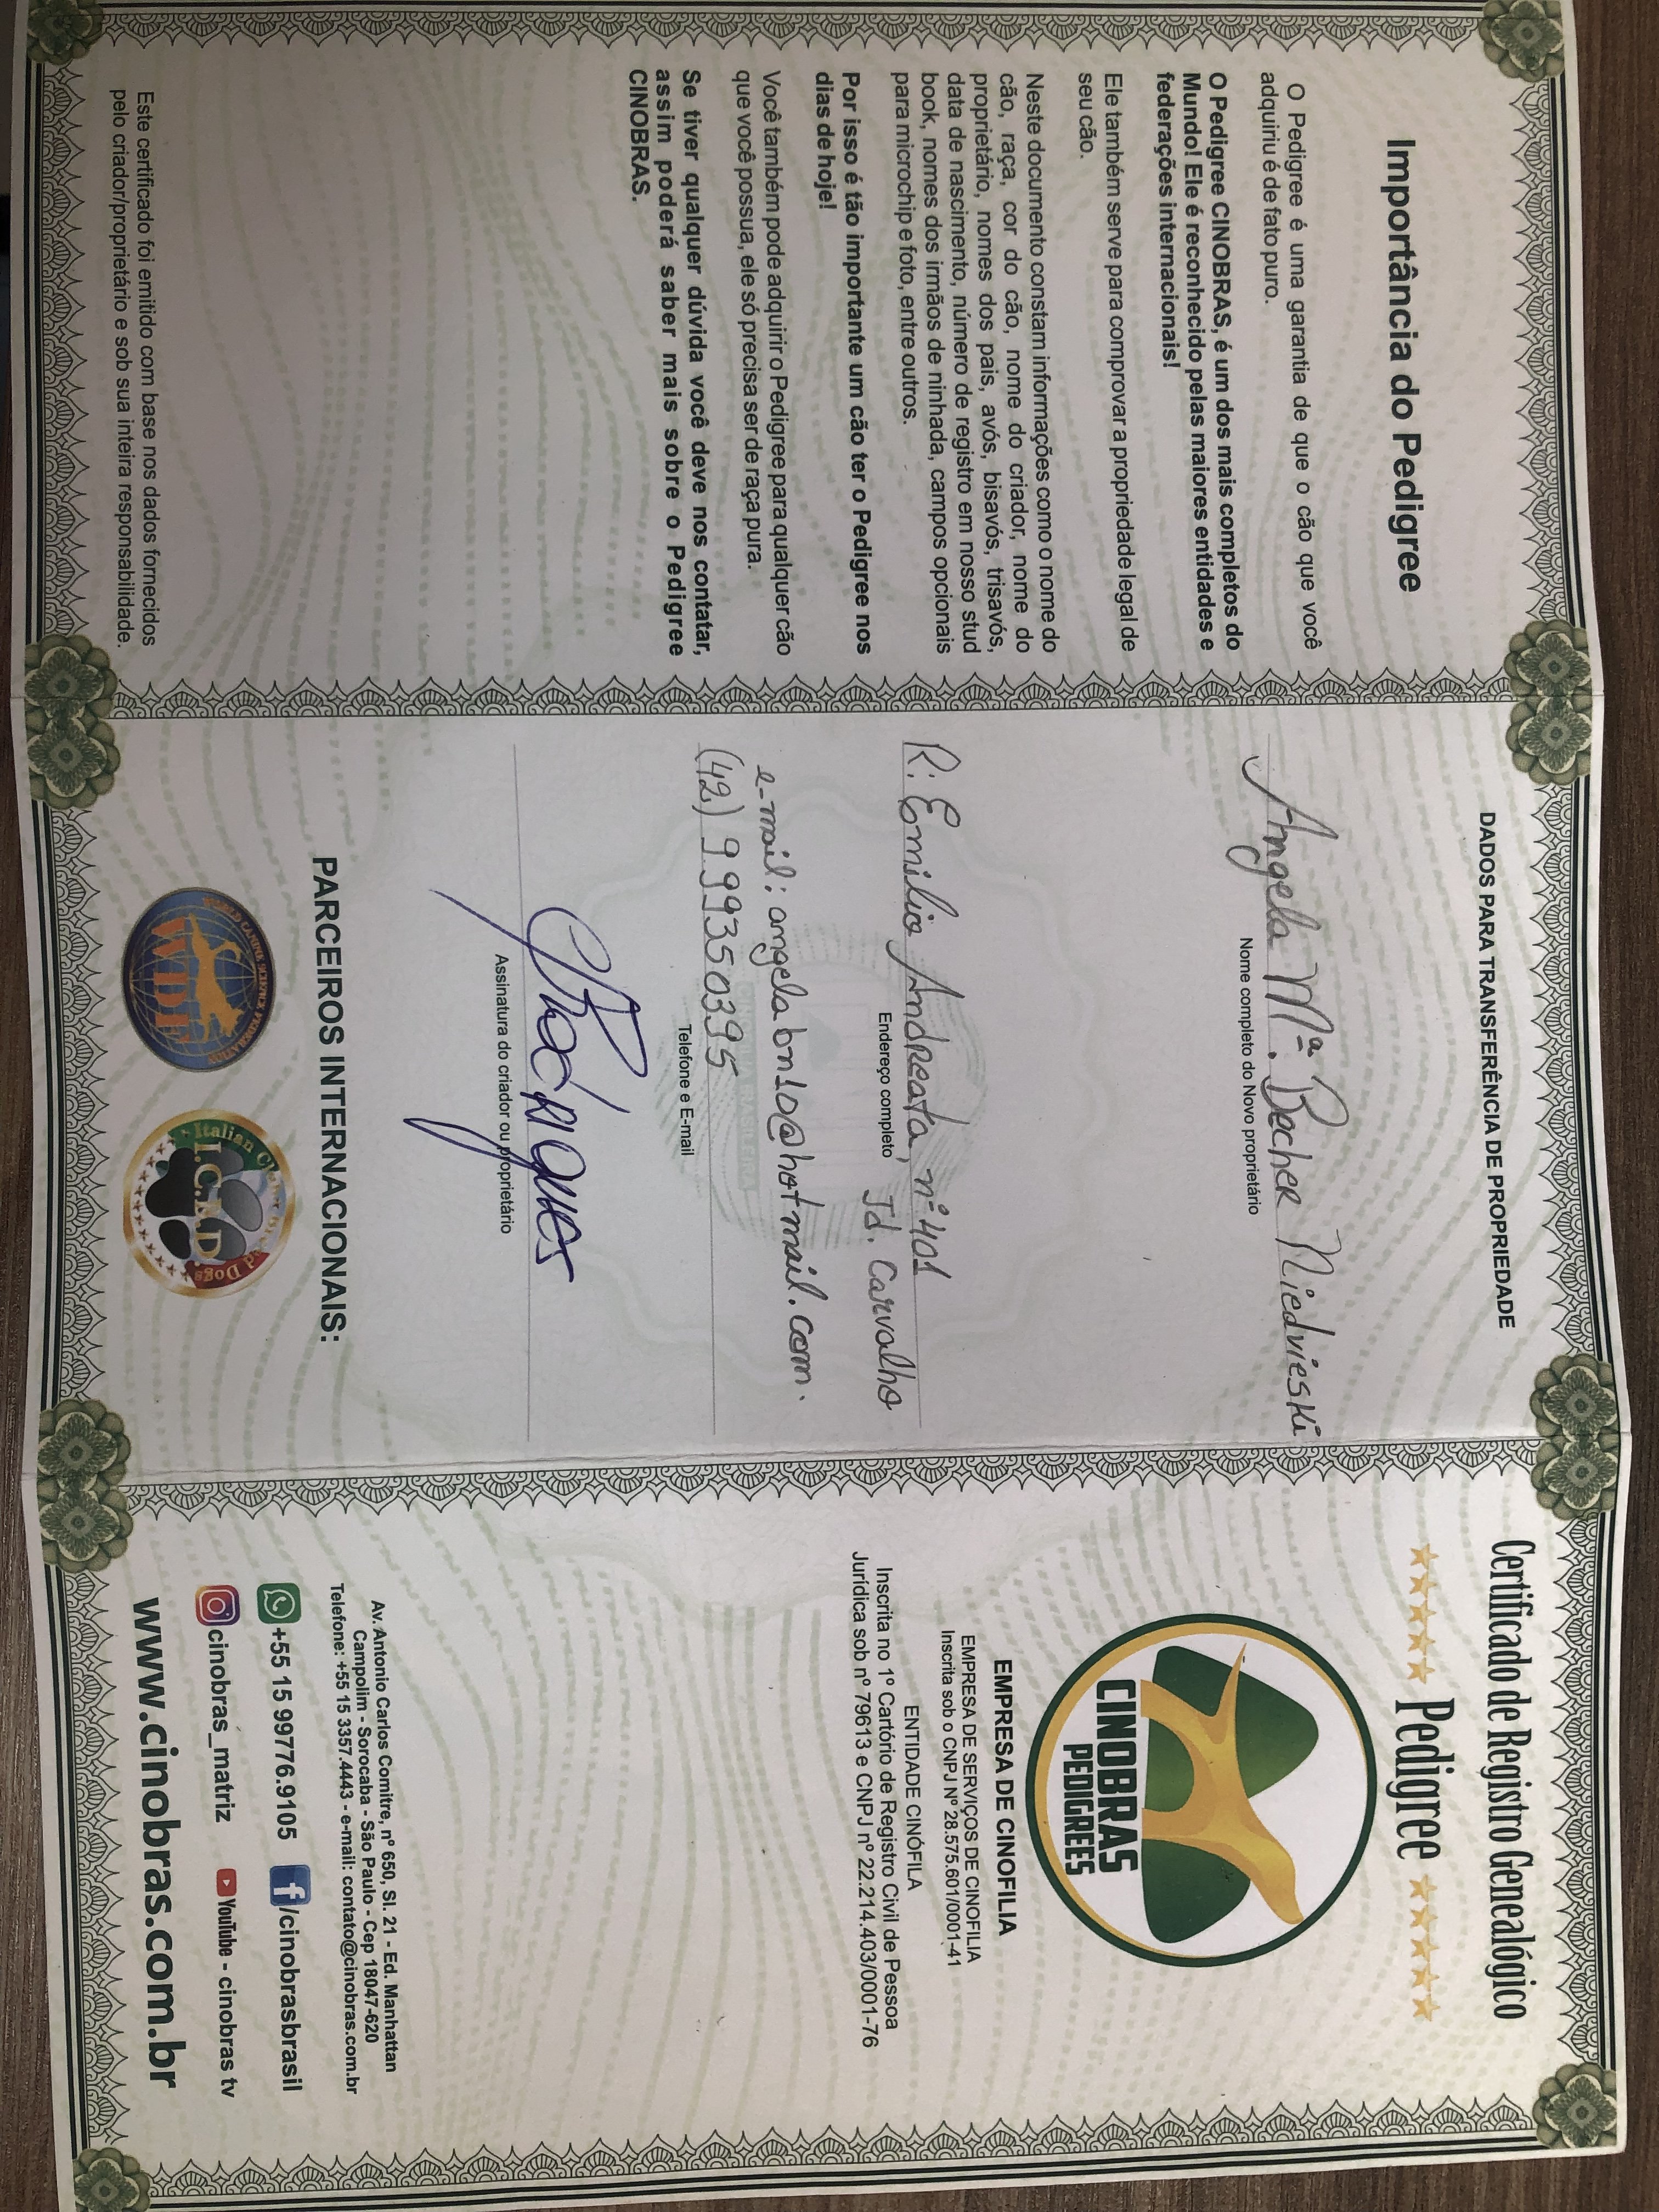 Importância do Pedigree
O Pedigree é uma garantia de que o cão que você
adquiriu é de fato puro.
O Pedigree CINOBRAS, é um dos mais completos do
Mundo! Ele é reconhecido pelas maiores entidades e
federações internacionais!
Ele também serve para comprovar a propriedade legal de
seu cão.
Neste documento constam informações como o nome do
cão, raça, cor do cão, nome do criador, nome do
proprietário, nomes dos pais, avós, bisavós, trisavós,
data de nascimento, número de registro em nosso stud
book, nomes dos irmãos de ninhada, campos opcionais
para microchip e foto, entre outros.
Por isso é tão importante um cão ter o Pedigree nos
dias de hoje!
Você também pode adquirir o Pedigree para qualquer cão
que você possua, ele só precisa ser de raça pura.
Se tiver qualquer dúvida você deve nos contatar,
assim poderá saber mais sobre o Pedigree
CINOBRAS.
Este certificado foi emitido com base nos dados fornecidos
pelo criador/proprietário e sob sua inteira responsabilidade.
DADOS PARA TRANSFERÊNCIA DE PROPRIEDADE
Angela Mª. Becher Niedvieski
Nome completo do Novo proprietário
R: Emilio Andreata, nº 401
Endereço completo
Jd. Carvalho
e-mail: angelabn10@hotmail.com.
(42) 999350395
Telefone e E-mail
Assinatura do criador ou proprietário
PARCEIROS INTERNACIONAIS:
WORLD CANINE SCIENCE FEDERATION
Italian
I.C.P.D
Dogs
Certificado de Registro Genealógico
Pedigree
CINOBRAS
PEDIGREES
EMPRESA DE CINOFILIA
EMPRESA DE SERVIÇOS DE CINOFILIA
Inscrita sob o CNPJ Nº 28.575.601/0001-41
ENTIDADE CINÓFILA
Inscrita no 1º Cartório de Registro Civil de Pessoa
Jurídica sob nº 79613 e CNPJ nº 22.214.403/0001-76
Av. Antonio Carlos Comitre, nº 650, Sl. 21 - Ed. Manhattan
Campolim - Sorocaba - São Paulo - Cep 18047-620
Telefone: +55 15 3357.4443 - e-mail: contato@cinobras.com.br
+55 15 99776.9105 f/cinobrasbrasil
cinobras_matriz YouTube - cinobras tv
www.cinobras.com.br